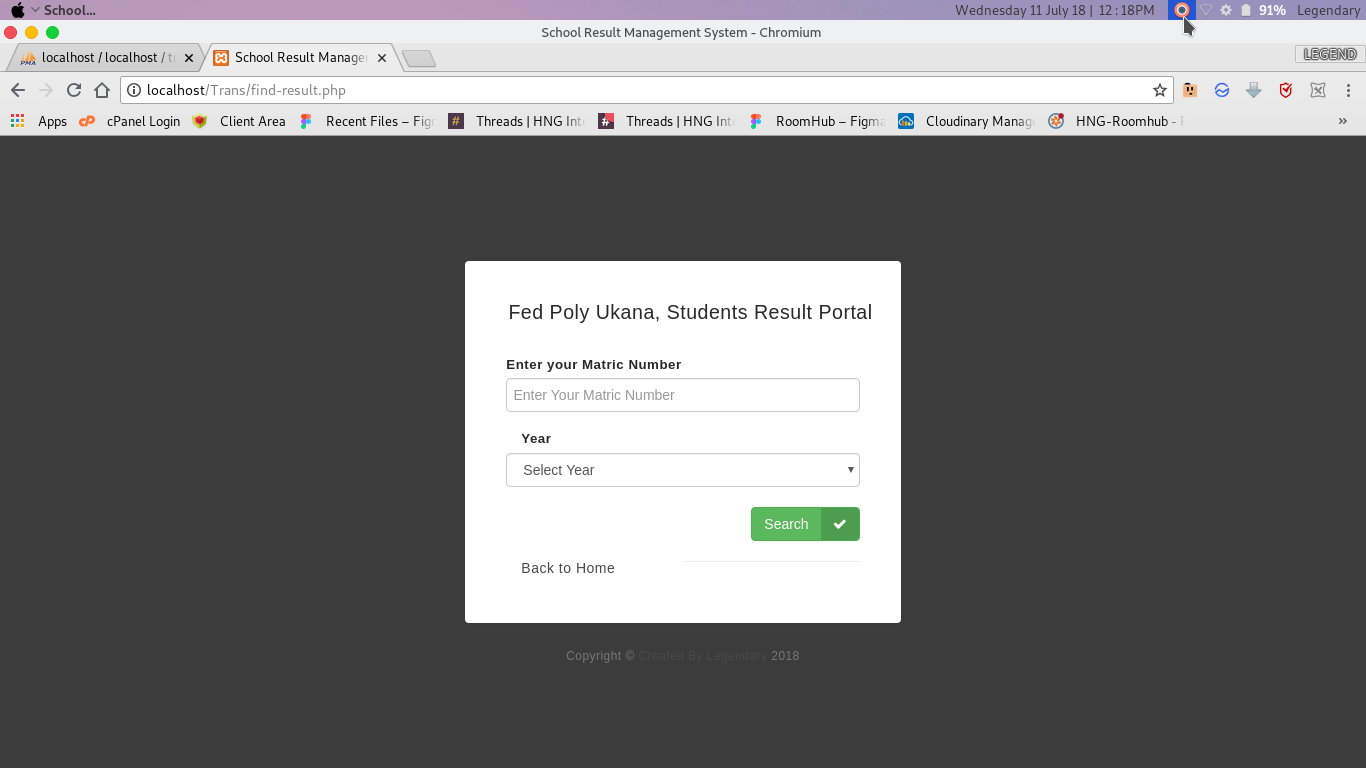 School... Wednesday 11 July 18 | 12:18PM 91% Legendary
School Result Management System - Chromium
localhost / localhost / School Result Manage LEGEND
localhost/Trans/find-result.php
Apps cPanel Login Client Area Recent Files – Fig Threads | HNG Int Threads | HNG Int RoomHub – Figma Cloudinary Manag HNG-Roomhub - »
Fed Poly Ukana, Students Result Portal
Enter your Matric Number
Enter Your Matric Number
Year
Select Year
Search
Back to Home
Copyright © Created By Legendary 2018